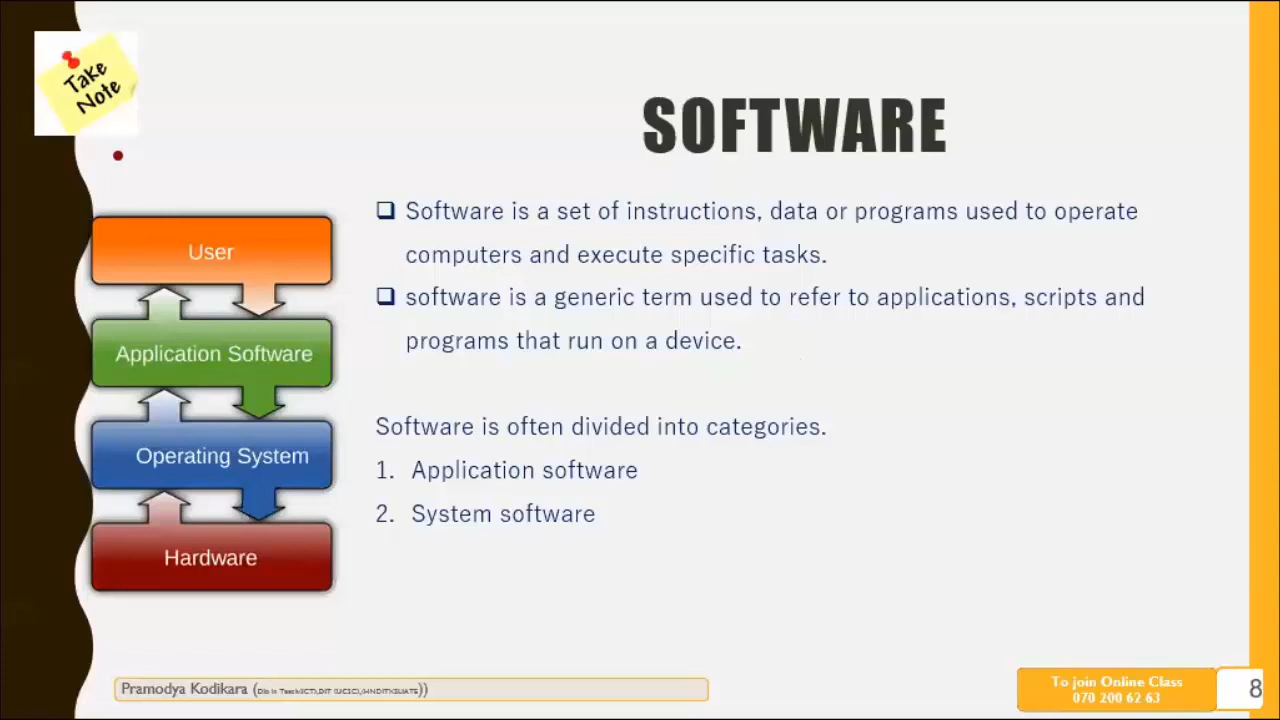 Take
Note
SOFTWARE
User
Application Software
Operating System
Hardware
Software is a set of instructions, data or programs used to operate
computers and execute specific tasks.
software is a generic term used to refer to applications, scripts and
programs that run on a device.
Software is often divided into categories.
1. Application software
2. System software
Pramodya Kodikara (
To join Online Class
070 200 62 63
8